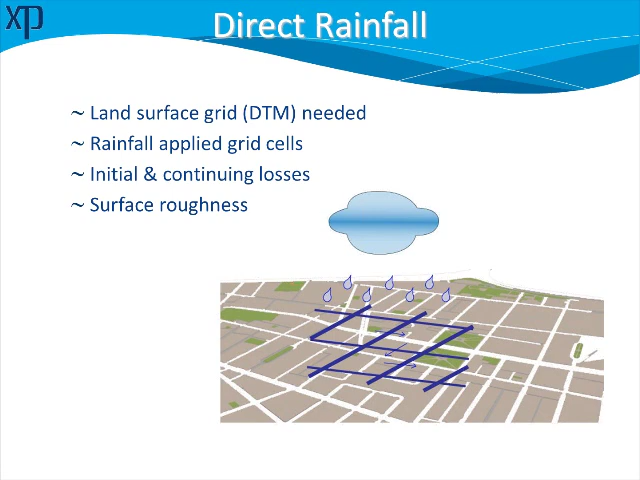 xp
Direct Rainfall
~ Land surface grid (DTM) needed
~ Rainfall applied grid cells
~ Initial & continuing losses
~ Surface roughness